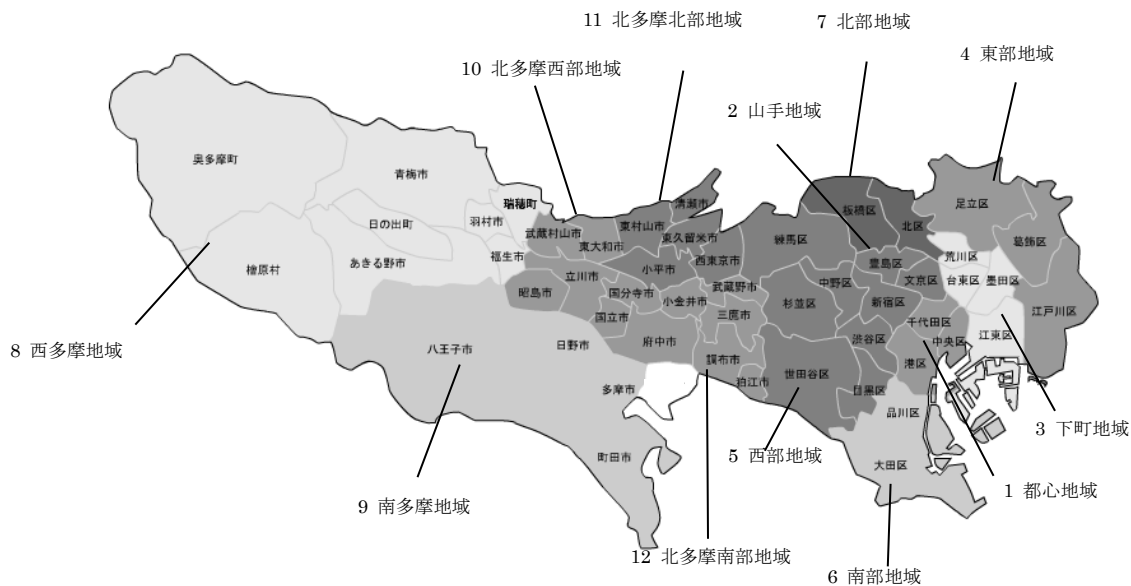 11 北多摩北部地域
7 北部地域
4 東部地域
10 北多摩西部地域
2 山手地域
奥多摩町
青梅市
瑞穂町
羽村市
日の出町
福生市
檜原村
あきる野市
武蔵村山市
東大和市
東村山市
清瀬市
東久留米市
西東京市
小平市
立川市
昭島市
国分寺市
国立市
小金井市
武蔵野市
三鷹市
府中市
調布市
狛江市
八王子市
日野市
多摩市
町田市
板橋区
北区
練馬区
豊島区
文京区
中野区
杉並区
新宿区
渋谷区
世田谷区
目黒区
千代田区
中央区
港区
品川区
大田区
足立区
葛飾区
荒川区
台東区
墨田区
江東区
江戸川区
8 西多摩地域
9 南多摩地域
12 北多摩南部地域
5 西部地域
3 下町地域
1 都心地域
6 南部地域